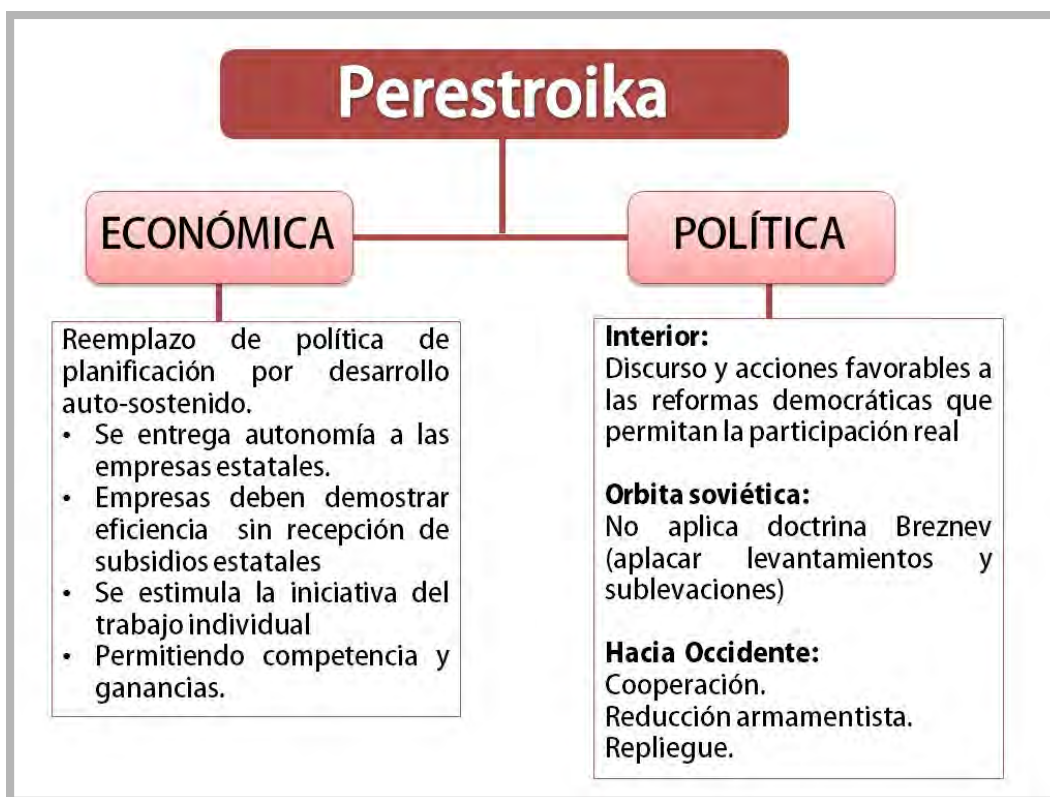 Perestroika
ECONÓMICA
Reemplazo de política de
planificación por desarrollo
auto-sostenido.
• Se entrega autonomía a las
empresas estatales.
• Empresas deben demostrar
eficiencia sin recepción de
subsidios estatales
• Se estimula la iniciativa del
trabajo individual
• Permitiendo competencia y
ganancias.
POLÍTICA
Interior:
Discurso y acciones favorables a
las reformas democráticas que
permitan la participación real
Orbita soviética:
No aplica doctrina Breznev
(aplacar levantamientos y
sublevaciones)
Hacia Occidente:
Cooperación.
Reducción armamentista.
Repliegue.